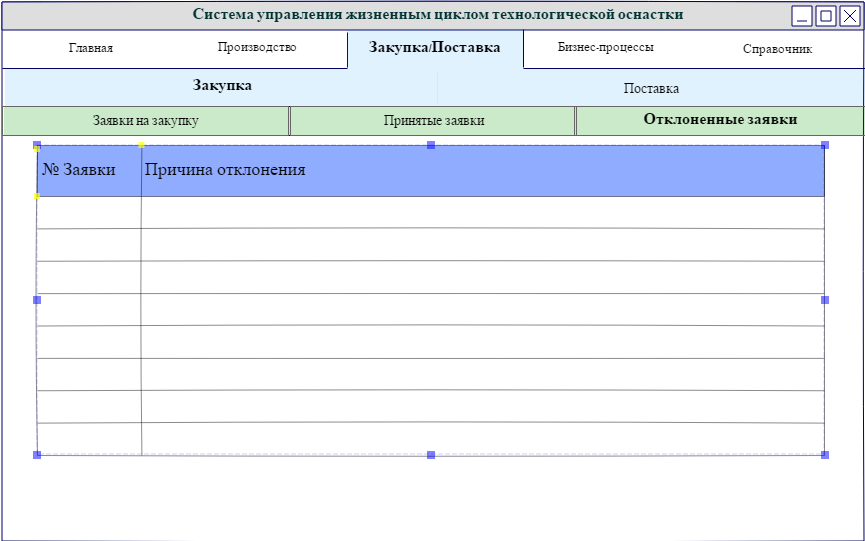 Система управления жизненным циклом технологической оснастки
Главная Производство Закупка/Поставка Бизнес-процессы Справочник
Закупка Поставка
Заявки на закупку Принятые заявки Отклоненные заявки
№ Заявки Причина отклонения